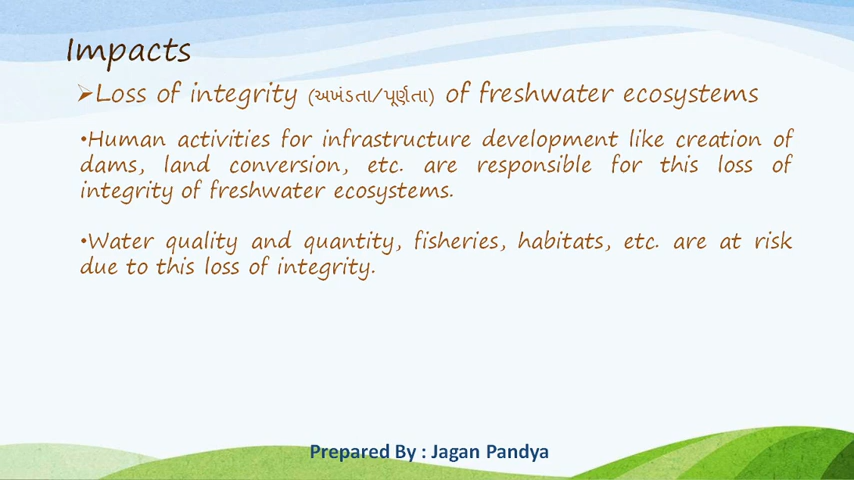 Impacts
➢Loss of integrity (અખંડતા/પૂર્ણતા) of freshwater ecosystems
•Human activities for infrastructure development like creation of
dams, land conversion, etc. are responsible for this loss of
integrity of freshwater ecosystems.
•Water quality and quantity, fisheries, habitats, etc. are at risk
due to this loss of integrity.
Prepared By : Jagan Pandya